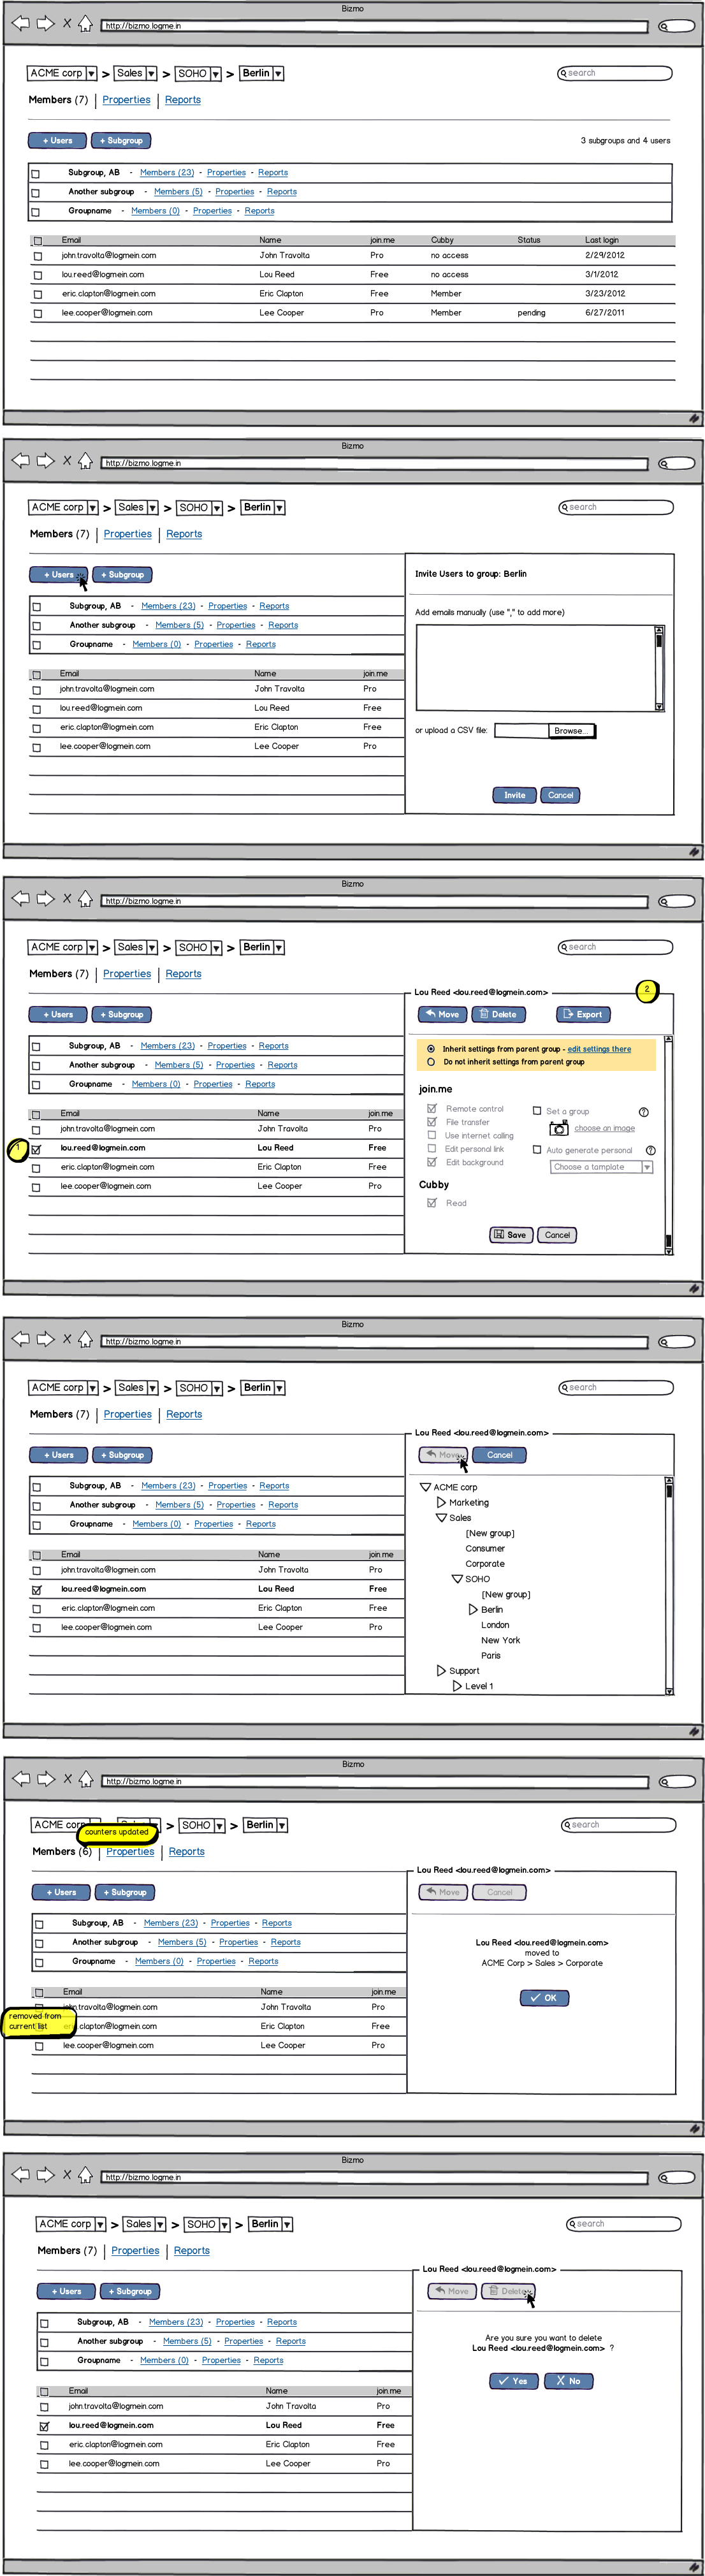 Bizmo
http://bizmo.logme.in
ACME corp > Sales > SOHO > Berlin search
Members (7) | Properties | Reports
+ Users + Subgroup 3 subgroups and 4 users
Subgroup, AB - Members (23) - Properties - Reports
Another subgroup - Members (5) - Properties - Reports
Groupname - Members (0) - Properties - Reports
Email Name join.me Cubby Status Last login
john.travolta@logmein.com John Travolta Pro no access 2/29/2012
lou.reed@logmein.com Lou Reed Free no access 3/1/2012
eric.clapton@logmein.com Eric Clapton Free Member 3/23/2012
lee.cooper@logmein.com Lee Cooper Pro Member pending 6/27/2011
Bizmo
http://bizmo.logme.in
ACME corp > Sales > SOHO > Berlin search
Members (7) | Properties | Reports
+ Users + Subgroup
Subgroup, AB - Members (23) - Properties - Reports
Another subgroup - Members (5) - Properties - Reports
Groupname - Members (0) - Properties - Reports
Email Name join.me
john.travolta@logmein.com John Travolta Pro
lou.reed@logmein.com Lou Reed Free
eric.clapton@logmein.com Eric Clapton Free
lee.cooper@logmein.com Lee Cooper Pro
Invite Users to group: Berlin
Add emails manually (use "," to add more)
or upload a CSV file: Browse...
Invite Cancel
Bizmo
http://bizmo.logme.in
ACME corp > Sales > SOHO > Berlin search
Members (7) | Properties | Reports
+ Users + Subgroup
Subgroup, AB - Members (23) - Properties - Reports
Another subgroup - Members (5) - Properties - Reports
Groupname - Members (0) - Properties - Reports
Email Name join.me
john.travolta@logmein.com John Travolta Pro
1
lou.reed@logmein.com Lou Reed Free
eric.clapton@logmein.com Eric Clapton Free
lee.cooper@logmein.com Lee Cooper Pro
Lou Reed <lou.reed@logmein.com>
2
Move Delete Export
Inherit settings from parent group - edit settings there
Do not inherit settings from parent group
join.me
Remote control Set a group ?
File transfer choose an image
Use internet calling
Edit personal link Auto generate personal ?
Edit background Choose a tamplate
Cubby
Read
Save Cancel
Bizmo
http://bizmo.logme.in
ACME corp > Sales > SOHO > Berlin search
Members (7) | Properties | Reports
+ Users + Subgroup
Subgroup, AB - Members (23) - Properties - Reports
Another subgroup - Members (5) - Properties - Reports
Groupname - Members (0) - Properties - Reports
Email Name join.me
john.travolta@logmein.com John Travolta Pro
lou.reed@logmein.com Lou Reed Free
eric.clapton@logmein.com Eric Clapton Free
lee.cooper@logmein.com Lee Cooper Pro
Lou Reed <lou.reed@logmein.com>
Move Cancel
ACME corp
Marketing
Sales
[New group]
Consumer
Corporate
SOHO
[New group]
Berlin
London
New York
Paris
Support
Level 1
Bizmo
http://bizmo.logme.in
ACME corp > SOHO > Berlin search
counters updated
Members (6) | Properties | Reports
+ Users + Subgroup
Subgroup, AB - Members (23) - Properties - Reports
Another subgroup - Members (5) - Properties - Reports
Groupname - Members (0) - Properties - Reports
Email Name join.me
john.travolta@logmein.com John Travolta Pro
removed from
current list
eric.clapton@logmein.com Eric Clapton Free
lee.cooper@logmein.com Lee Cooper Pro
Lou Reed <lou.reed@logmein.com>
Move Cancel
Lou Reed <lou.reed@logmein.com>
moved to
ACME Corp > Sales > Corporate
OK
Bizmo
http://bizmo.logme.in
ACME corp > Sales > SOHO > Berlin search
Members (7) | Properties | Reports
+ Users + Subgroup
Subgroup, AB - Members (23) - Properties - Reports
Another subgroup - Members (5) - Properties - Reports
Groupname - Members (0) - Properties - Reports
Email Name join.me
john.travolta@logmein.com John Travolta Pro
lou.reed@logmein.com Lou Reed Free
eric.clapton@logmein.com Eric Clapton Free
lee.cooper@logmein.com Lee Cooper Pro
Lou Reed <lou.reed@logmein.com>
Move Delete
Are you sure you want to delete
Lou Reed <lou.reed@logmein.com> ?
Yes No